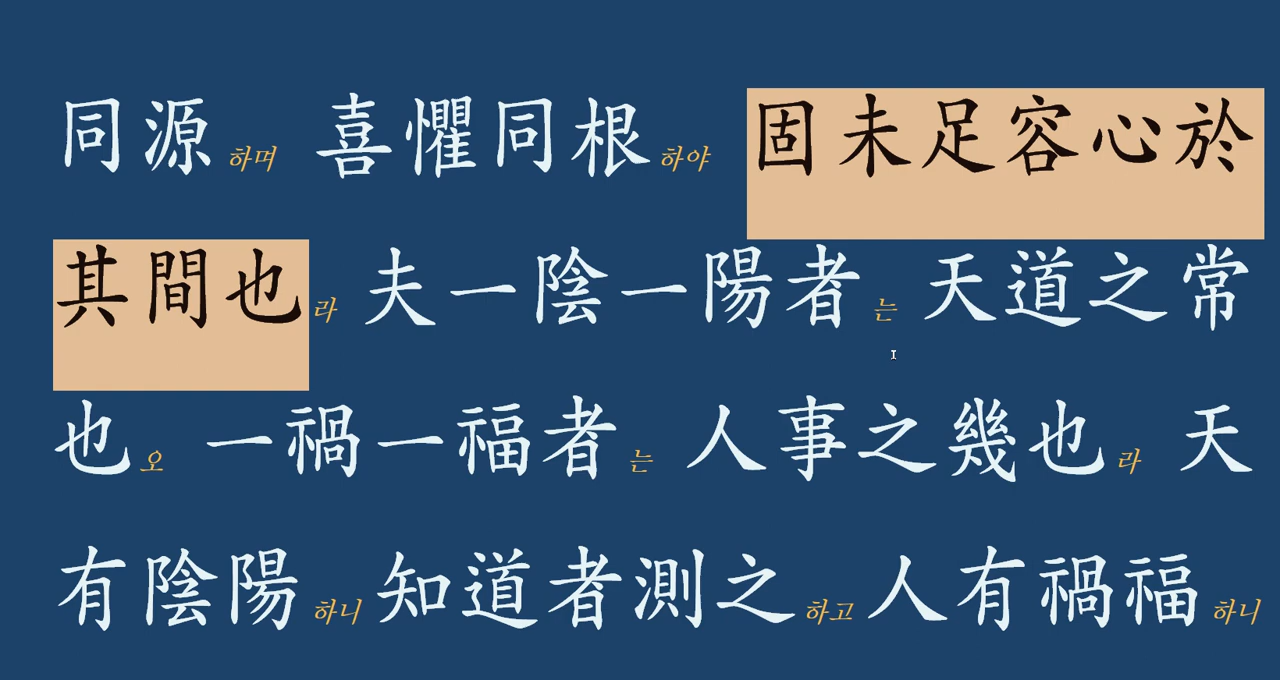 同源하며 喜懼同根하야 固未足容心於
其間也라 夫一陰一陽者는 天道之常
也오 一禍一福者는 人事之幾也라 天
有陰陽하니 知道者測之하고 人有禍福하니